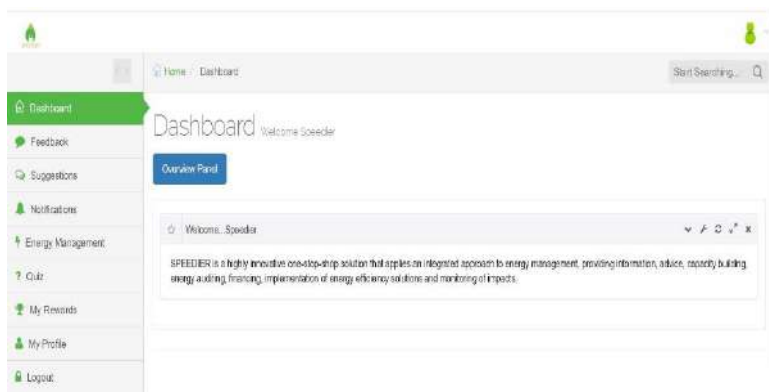 Home / Dashboard
Start Searching...
Dashboard
Feedback
Suggestions
Notifications
Energy Management
Quiz
My Rewards
My Profile
Logout
Dashboard Welcome Speedier
Overview Panel
Welcome...Speedier
SPEEDIER is a highly innovative one-stop-shop solution that applies an integrated approach to energy management, providing information, advice, capacity building,
energy auditing, financing, implementation of energy efficiency solutions and monitoring of impacts.